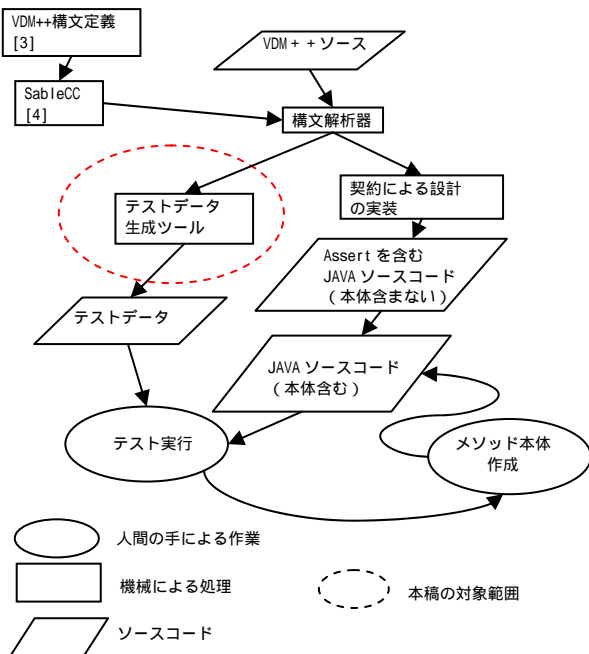 VDM++構文定義
[3]
VDM++ソース
SableCC
[4]
構文解析器
テストデータ
生成ツール
契約による設計
の実装
Assertを含む
JAVAソースコード
(本体含まない)
テストデータ
JAVAソースコード
(本体含む)
テスト実行
メソッド本体
作成
人間の手による作業
機械による処理
本稿の対象範囲
ソースコード